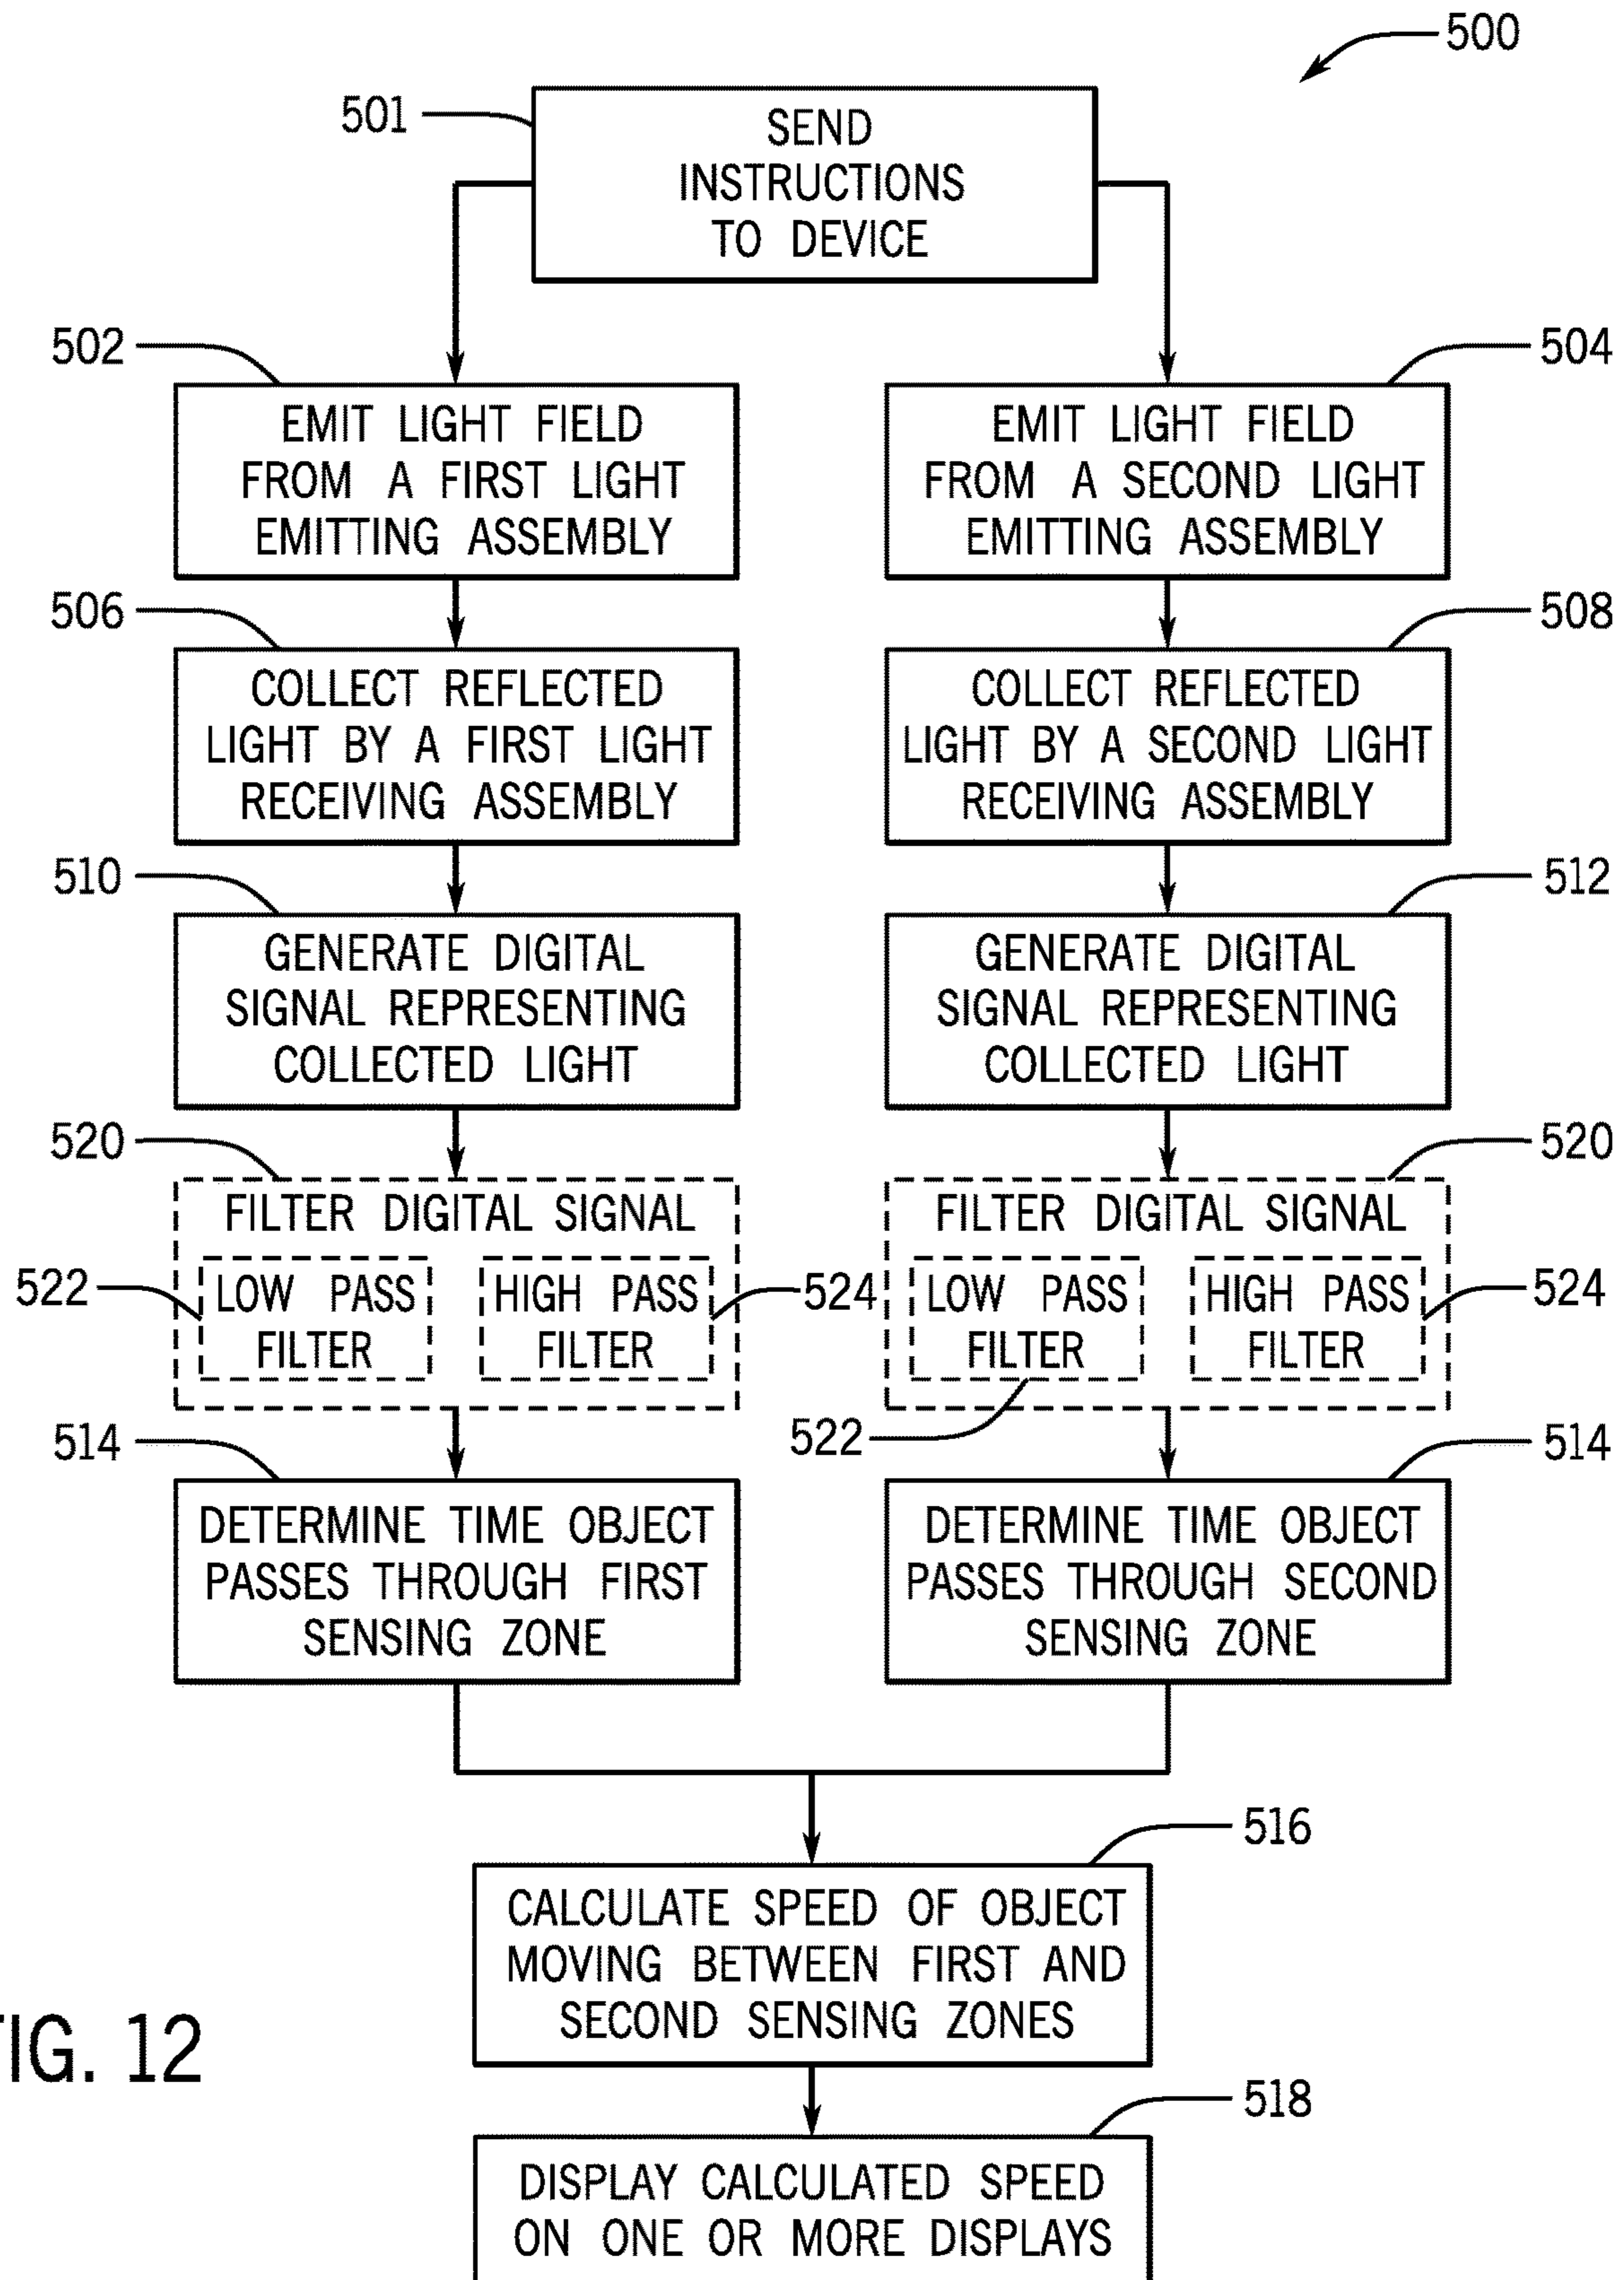 500
501
SEND
INSTRUCTIONS
TO DEVICE
502
504
EMIT LIGHT FIELD
FROM A FIRST LIGHT
EMITTING ASSEMBLY
EMIT LIGHT FIELD
FROM A SECOND LIGHT
EMITTING ASSEMBLY
506
508
COLLECT REFLECTED
LIGHT BY A FIRST LIGHT
RECEIVING ASSEMBLY
COLLECT REFLECTED
LIGHT BY A SECOND LIGHT
RECEIVING ASSEMBLY
510
512
GENERATE DIGITAL
SIGNAL REPRESENTING
COLLECTED LIGHT
GENERATE DIGITAL
SIGNAL REPRESENTING
COLLECTED LIGHT
520
520
FILTER DIGITAL SIGNAL
522
LOW PASS
FILTER
HIGH PASS
FILTER
524
FILTER DIGITAL SIGNAL
LOW PASS
FILTER
HIGH PASS
FILTER
524
522
514
514
DETERMINE TIME OBJECT
PASSES THROUGH FIRST
SENSING ZONE
DETERMINE TIME OBJECT
PASSES THROUGH SECOND
SENSING ZONE
516
CALCULATE SPEED OF OBJECT
MOVING BETWEEN FIRST AND
SECOND SENSING ZONES
FIG. 12
518
DISPLAY CALCULATED SPEED
ON ONE OR MORE DISPLAYS